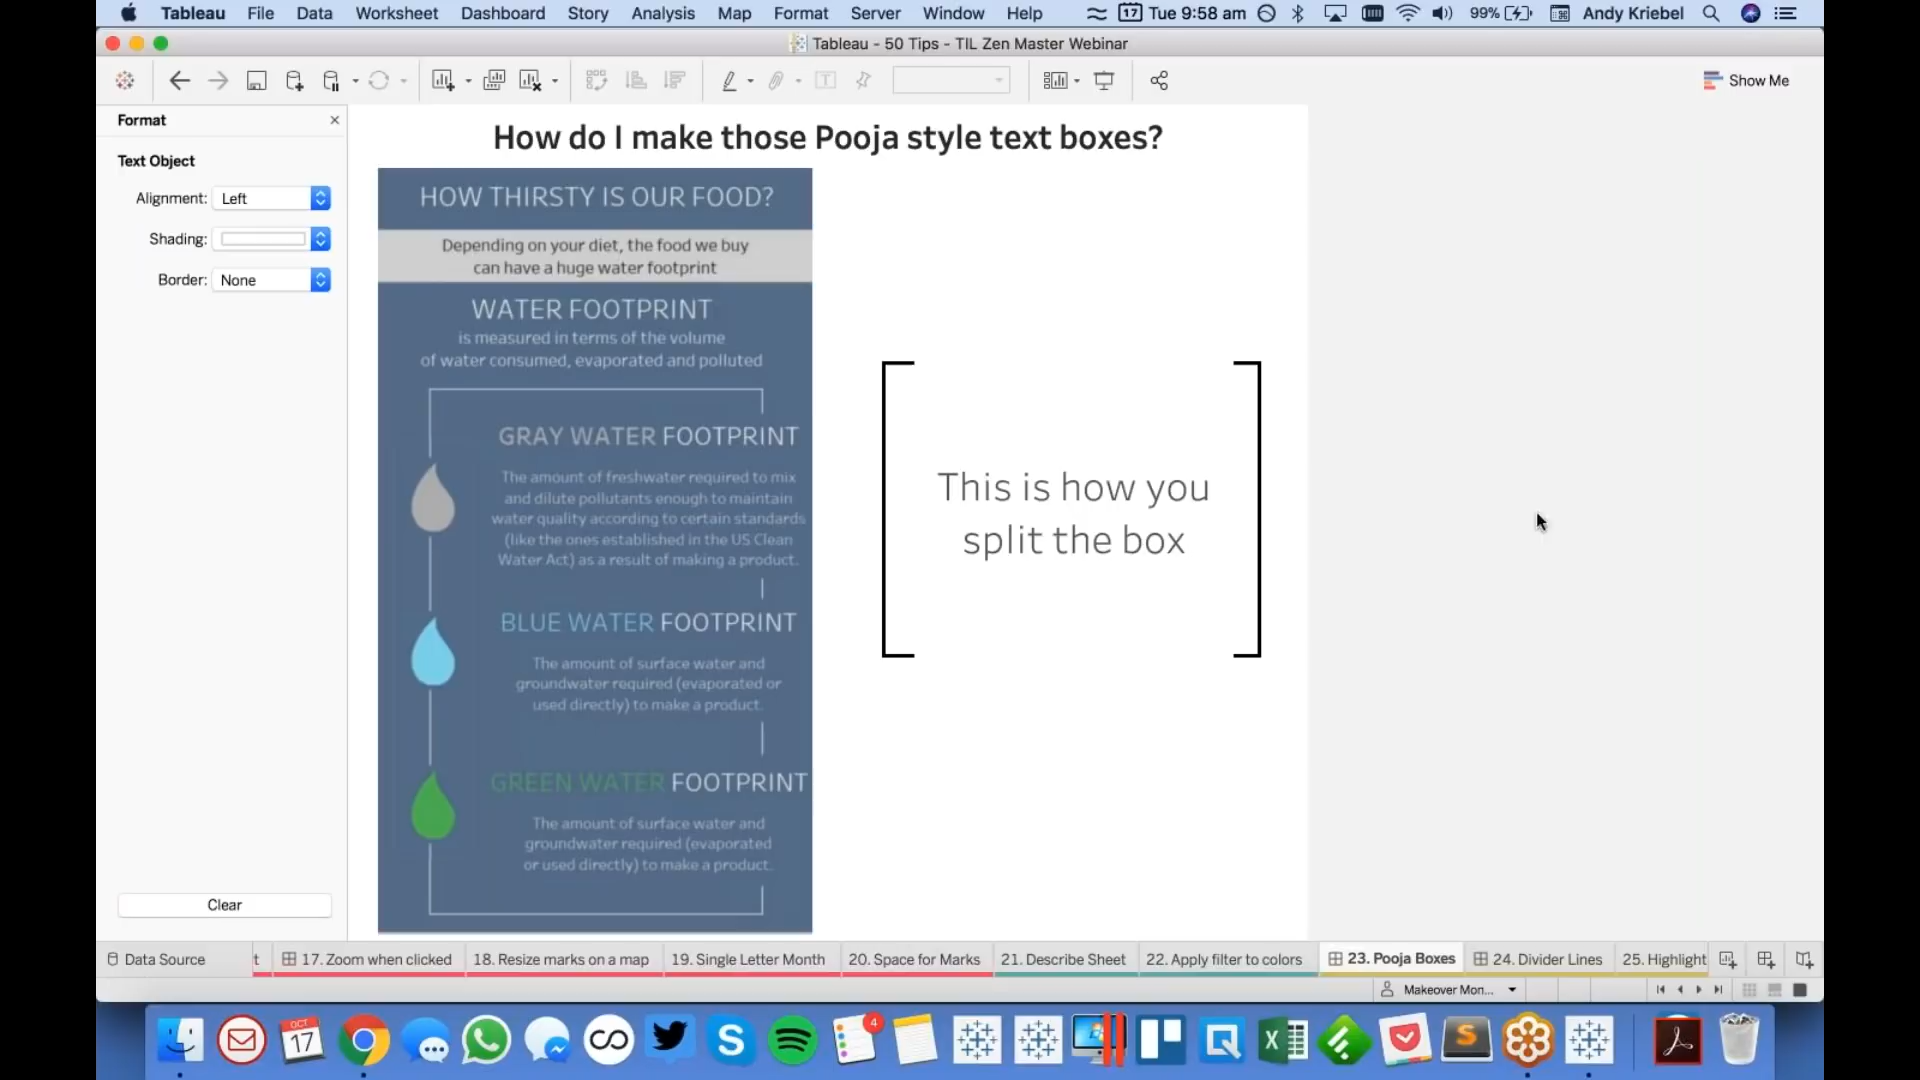 Tableau File Data Worksheet Dashboard Story Analysis Map Format Server Window Help 17 Tue 9:58 am 99% Andy Kriebel
Tableau - 50 Tips - TIL Zen Master Webinar
Show Me
Format
Text Object
Alignment: Left
Shading:
Border: None
Clear
How do I make those Pooja style text boxes?
HOW THIRSTY IS OUR FOOD?
Depending on your diet, the food we buy
can have a huge water footprint
WATER FOOTPRINT
is measured in terms of the volume
of water consumed, evaporated and polluted
GRAY WATER FOOTPRINT
The amount of freshwater required to mix
and dilute pollutants enough to maintain
water quality according to certain standards
(like the ones established in the US Clean
Water Act) as a result of making a product.
BLUE WATER FOOTPRINT
The amount of surface water and
groundwater required (evaporated or
used directly) to make a product.
GREEN WATER FOOTPRINT
The amount of surface water and
groundwater required (evaporated
or used directly) to make a product.
This is how you
split the box
Data Source t 17. Zoom when clicked 18. Resize marks on a map 19. Single Letter Month 20. Space for Marks 21. Describe Sheet 22. Apply filter to colors 23. Pooja Boxes 24. Divider Lines 25. Highlight
Makeover Mon...
OCT
17
4